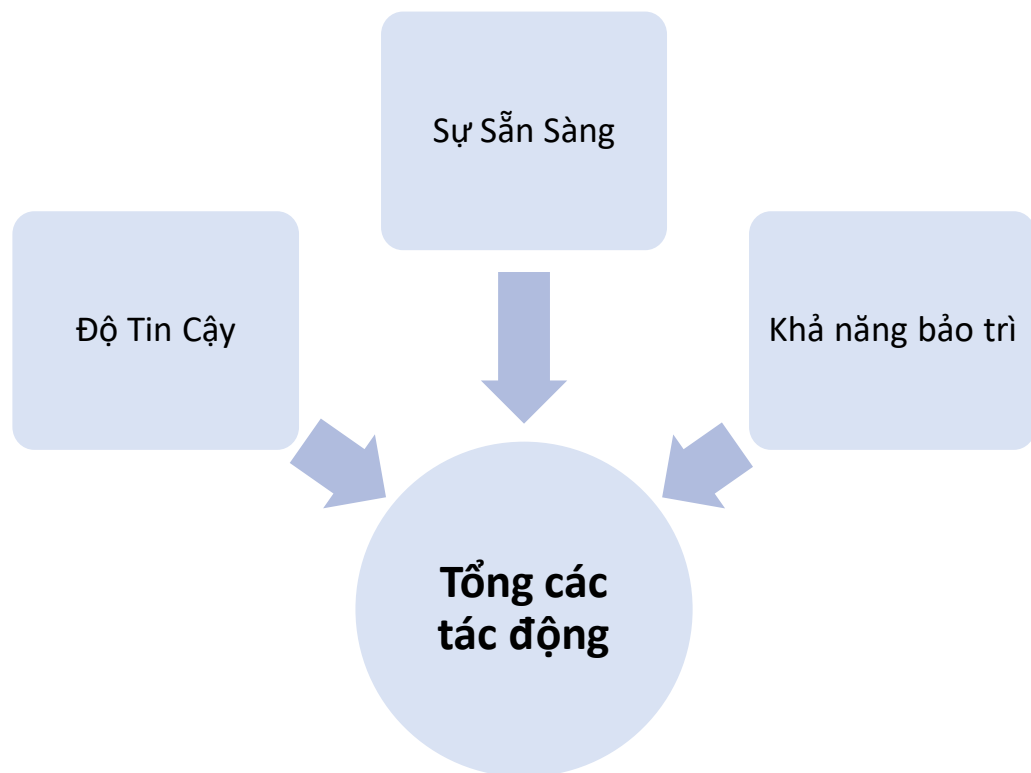 Sự Sẵn Sàng
Độ Tin Cậy
Khả năng bảo trì
Tổng các
tác động